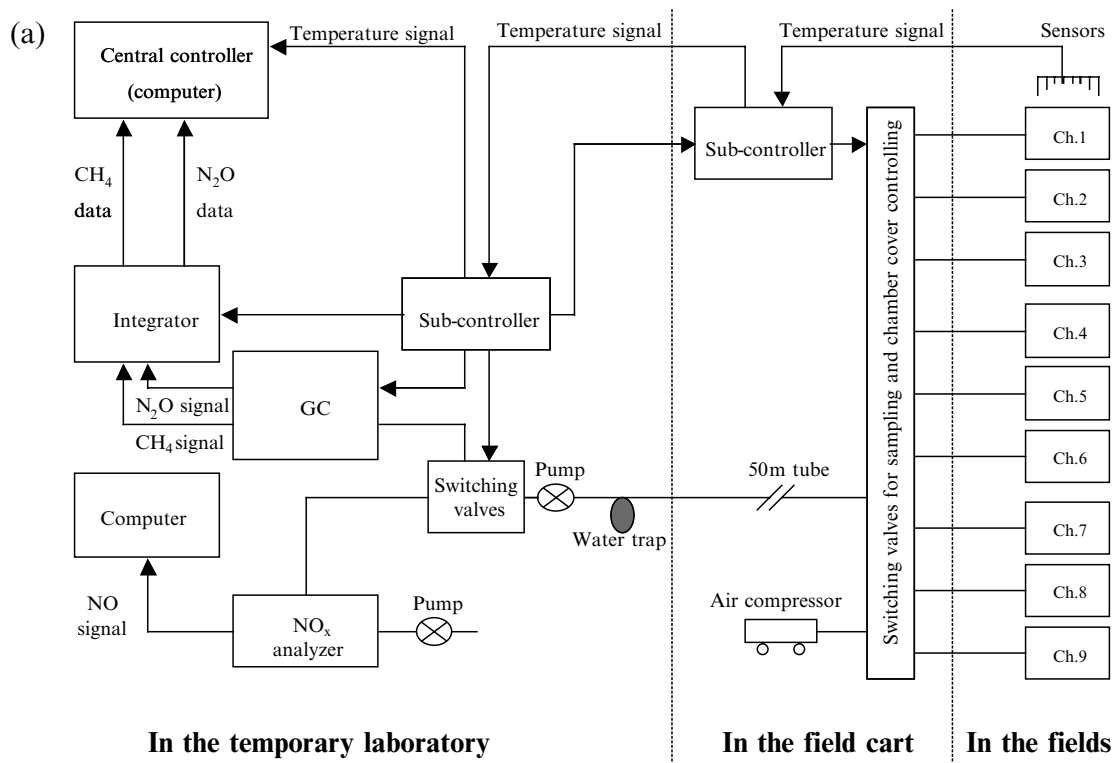 (a)
Temperature signal
Temperature signal
Temperature signal
Sensors
Central controller
(computer)
Sub-controller
Switching valves for sampling and chamber cover controlling
Ch.1
Ch.2
Ch.3
Ch.4
Ch.5
Ch.6
Ch.7
Ch.8
Ch.9
CH₄
data
N₂O
data
Integrator
Sub-controller
N₂O signal
CH₄ signal
GC
Computer
Switching
valves
Pump
Water trap
50m tube
Air compressor
NO
signal
NOₓ
analyzer
Pump
In the temporary laboratory
In the field cart
In the fields